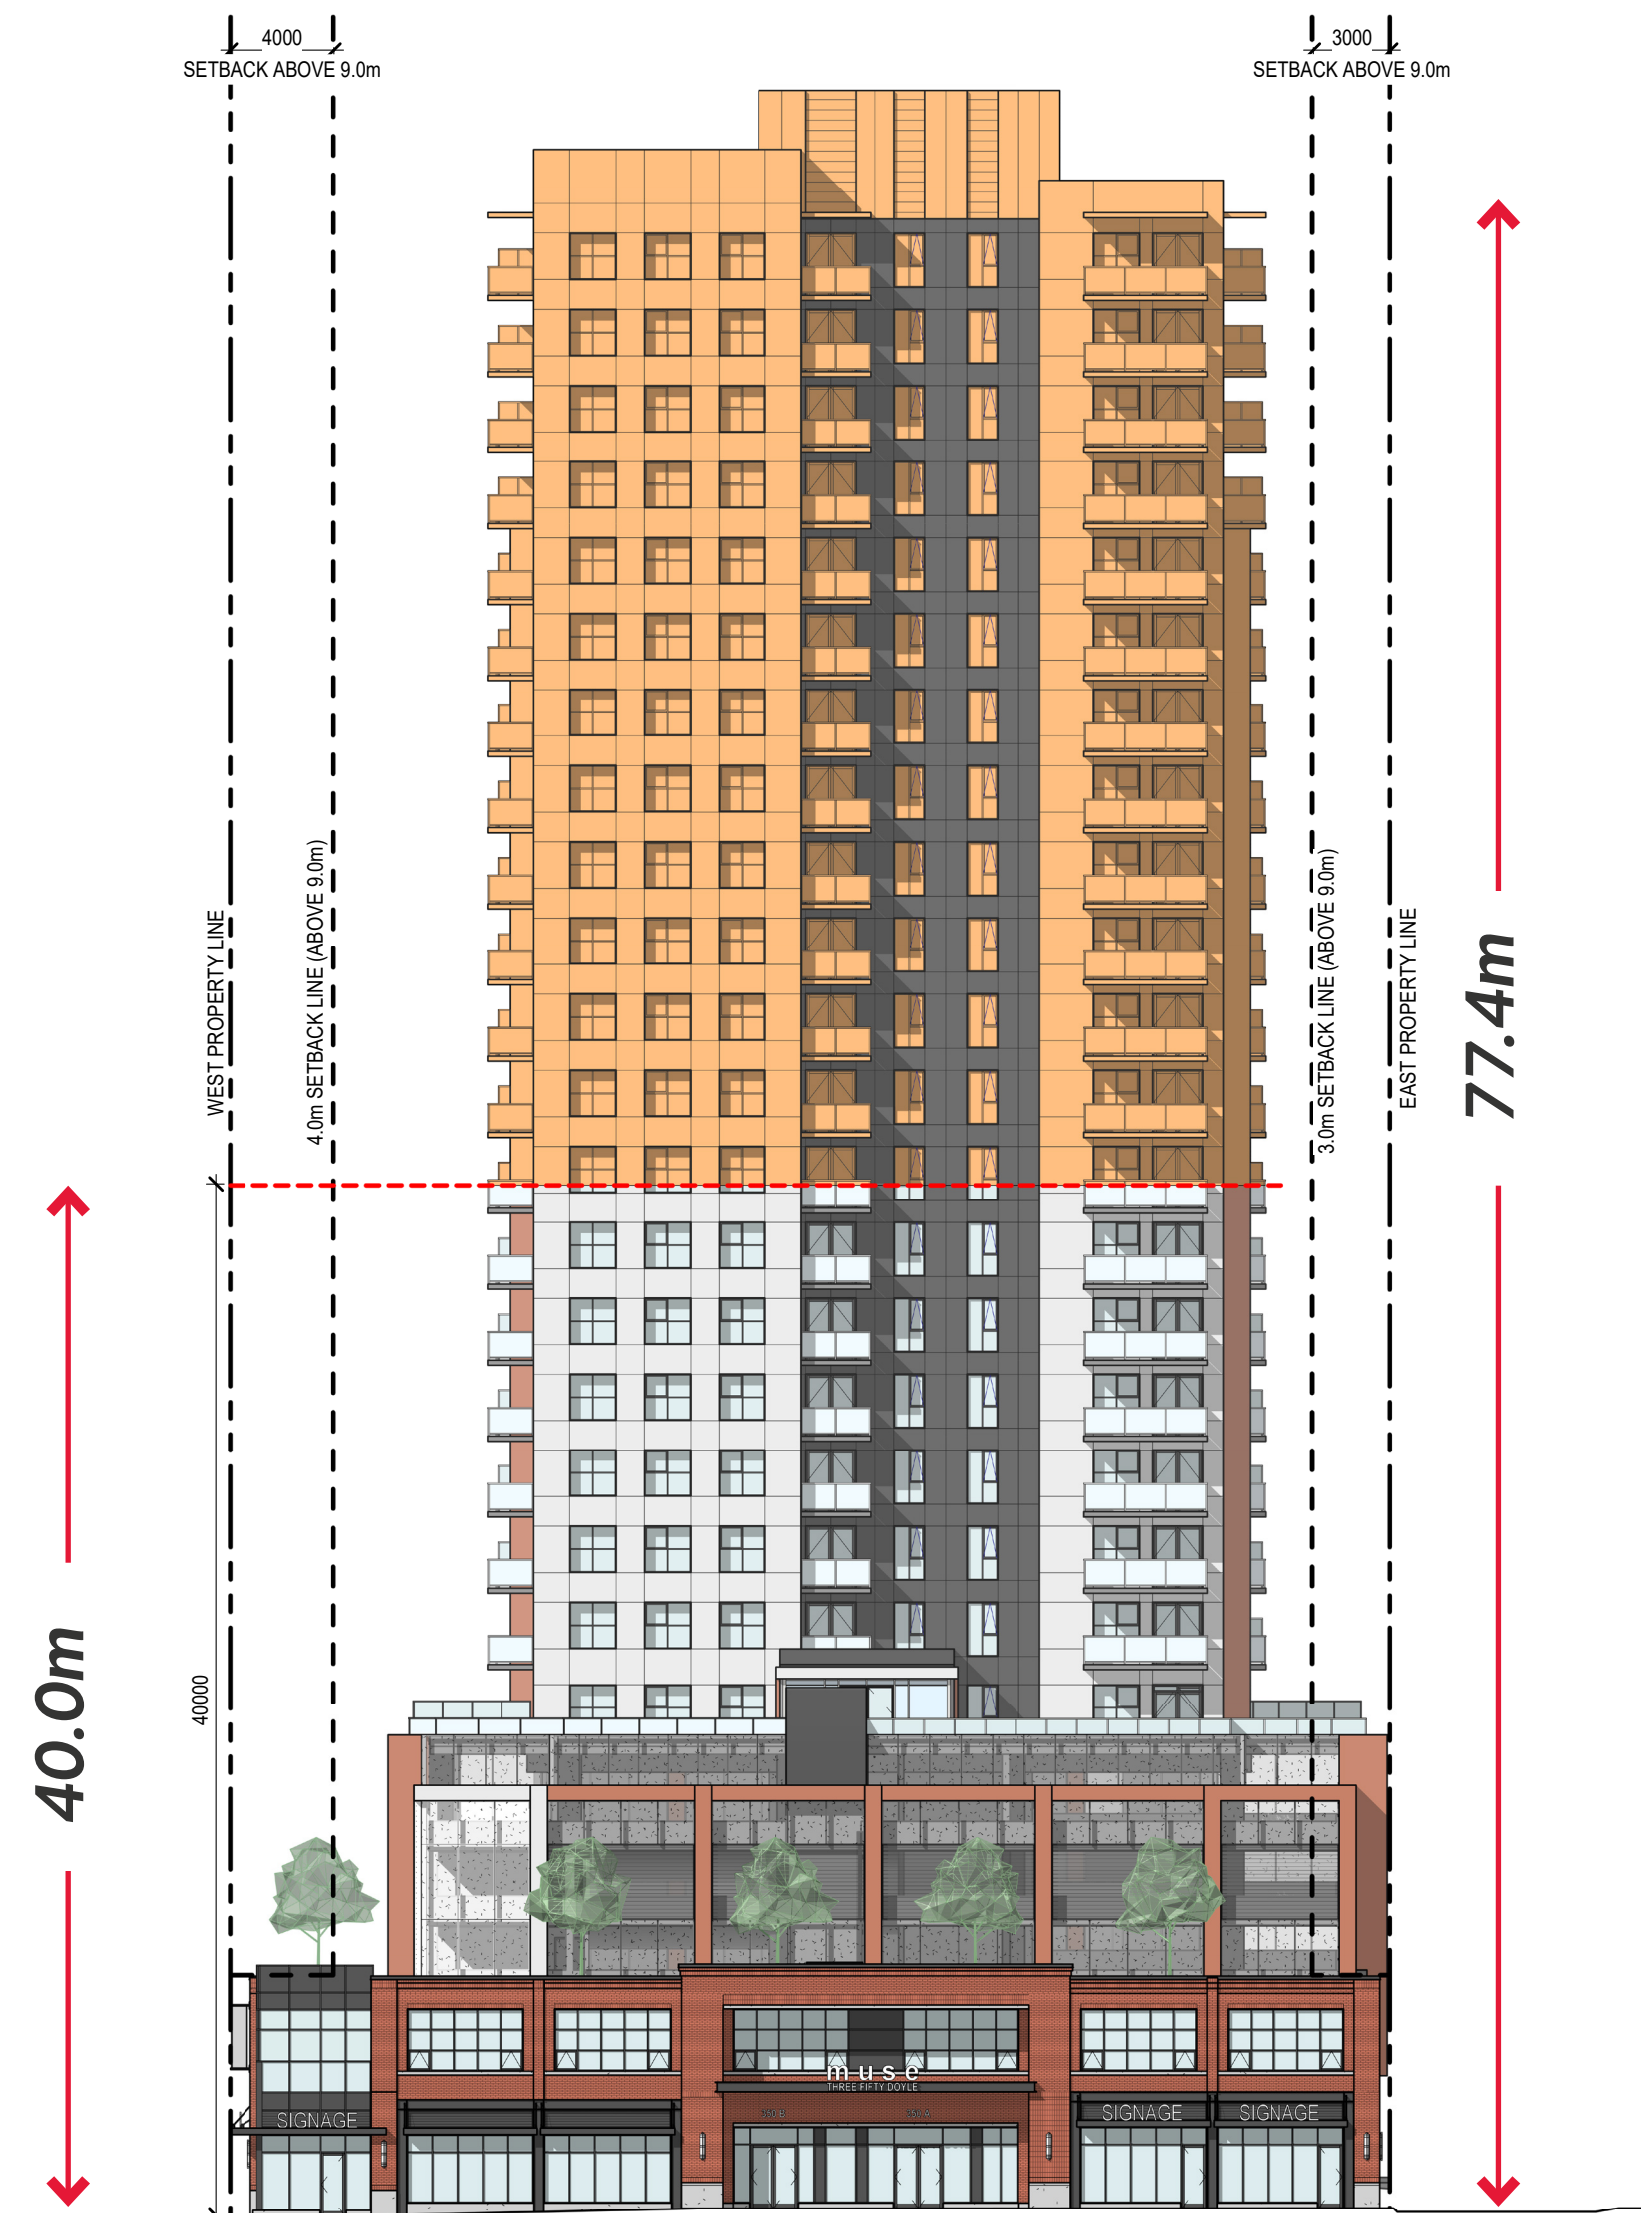 4000
SETBACK ABOVE 9.0m
3000
SETBACK ABOVE 9.0m
WEST PROPERTY LINE
4.0m SETBACK LINE (ABOVE 9.0m)
3.0m SETBACK LINE (ABOVE 9.0m)
EAST PROPERTY LINE
77.4m
40.0m
40000
muse
THREE FIFTY DOYLE
350 B
350 A
SIGNAGE
SIGNAGE
SIGNAGE